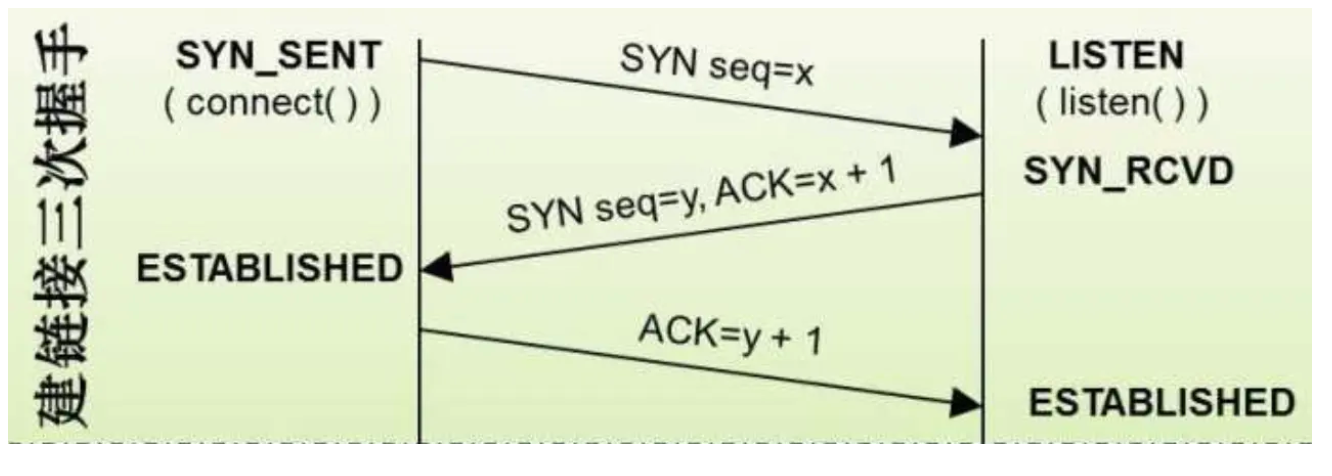 建链接三次握手
SYN_SENT
( connect( ) )
SYN seq=x
LISTEN
( listen( ) )
SYN_RCVD
SYN seq=y, ACK=x + 1
ESTABLISHED
ACK=y + 1
ESTABLISHED